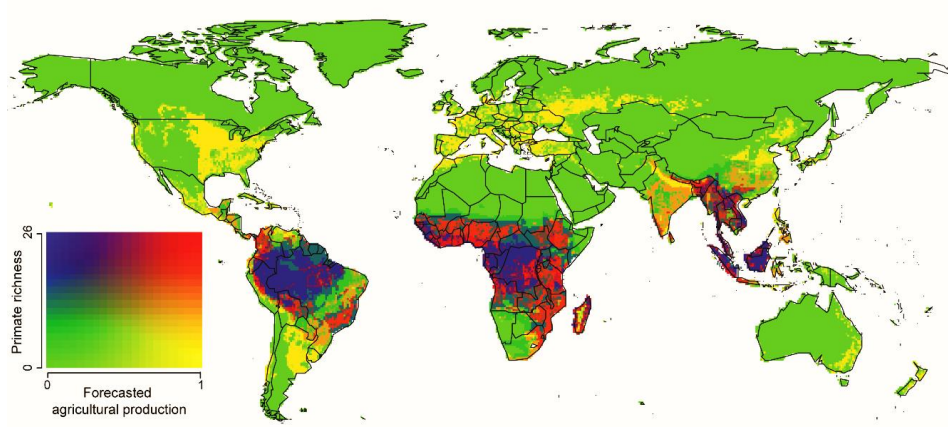 26
Primate richness
0
0 1
Forecasted
agricultural production